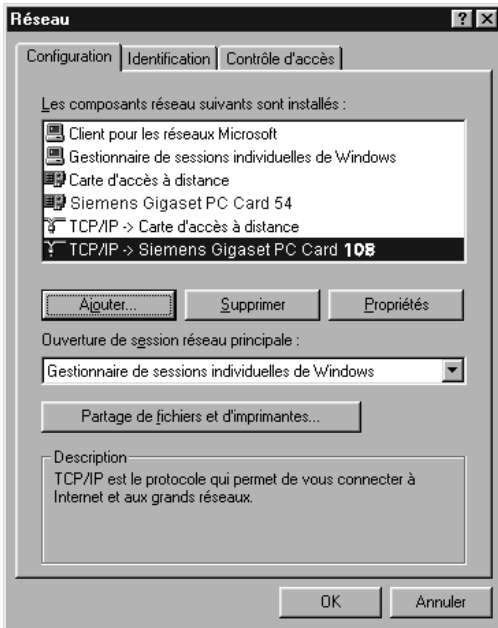 Réseau
Configuration Identification Contrôle d'accès
Les composants réseau suivants sont installés :
Client pour les réseaux Microsoft
Gestionnaire de sessions individuelles de Windows
Carte d'accès à distance
Siemens Gigaset PC Card 54
TCP/IP -> Carte d'accès à distance
TCP/IP -> Siemens Gigaset PC Card 108
Ajouter... Supprimer Propriétés
Ouverture de session réseau principale :
Gestionnaire de sessions individuelles de Windows
Partage de fichiers et d'imprimantes...
Description
TCP/IP est le protocole qui permet de vous connecter à
Internet et aux grands réseaux.
OK Annuler